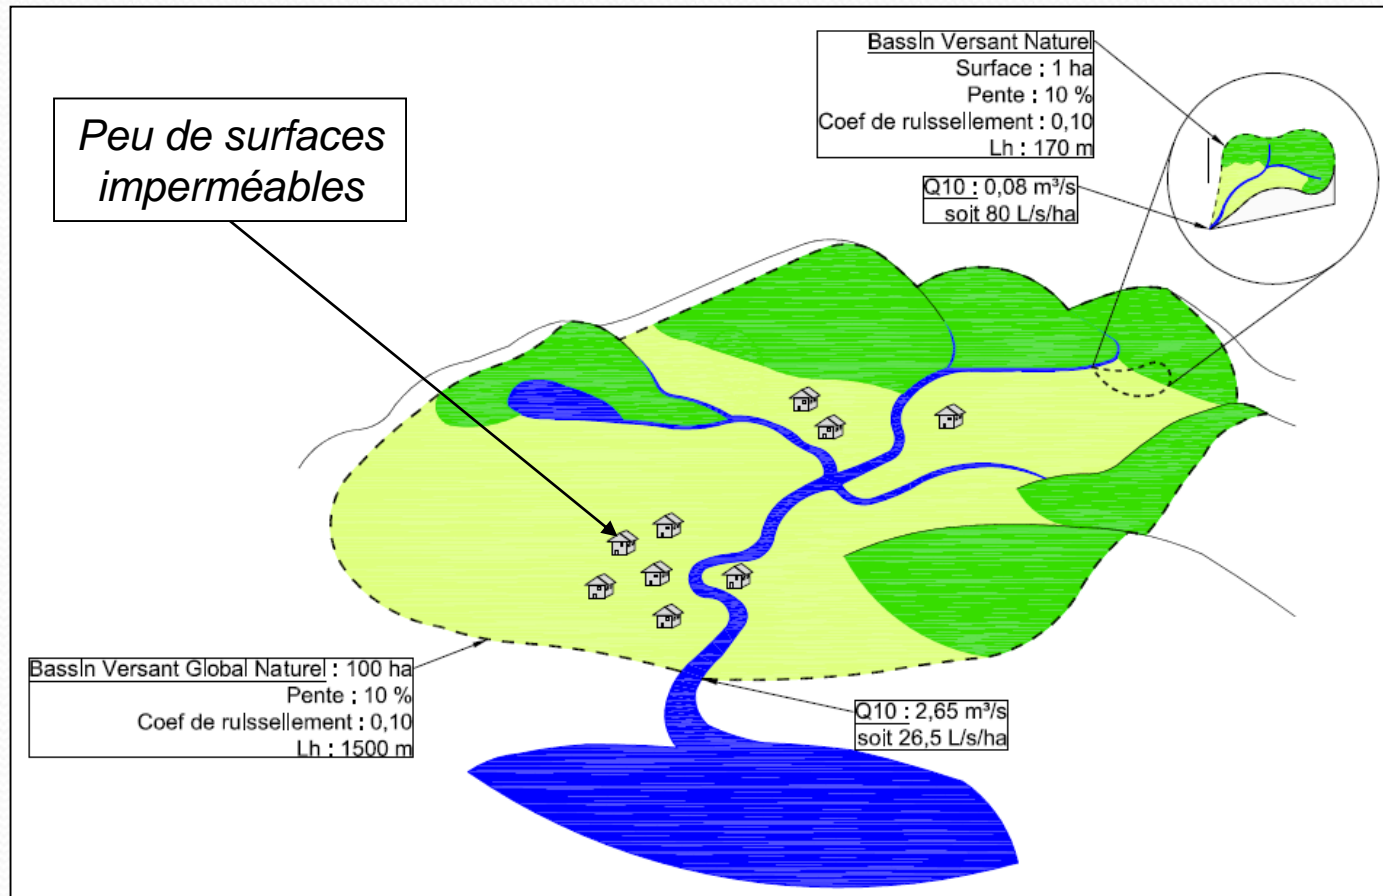 Bassin Versant Naturel
Surface : 1 ha
Pente : 10 %
Coef de ruissellement : 0,10
Lh : 170 m
Peu de surfaces
imperméables
Q10 : 0,08 m³/s
soit 80 L/s/ha
Bassin Versant Global Naturel : 100 ha
Pente : 10 %
Coef de ruissellement : 0,10
Lh : 1500 m
Q10 : 2,65 m³/s
soit 26,5 L/s/ha